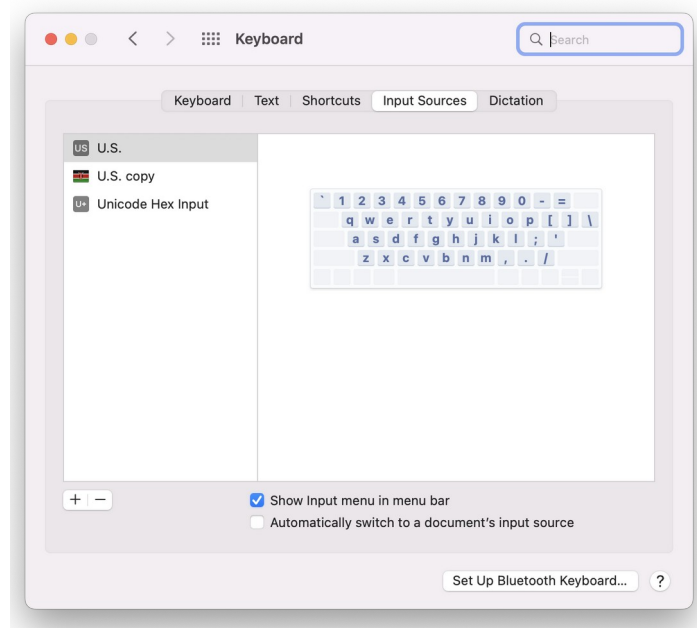 Keyboard
Search
Keyboard Text Shortcuts Input Sources Dictation
US U.S.
U.S. copy
U+ Unicode Hex Input
` 1 2 3 4 5 6 7 8 9 0 - =
q w e r t y u i o p [ ] \
a s d f g h j k l ; '
z x c v b n m , . /
+ −
Show Input menu in menu bar
Automatically switch to a document's input source
Set Up Bluetooth Keyboard... ?